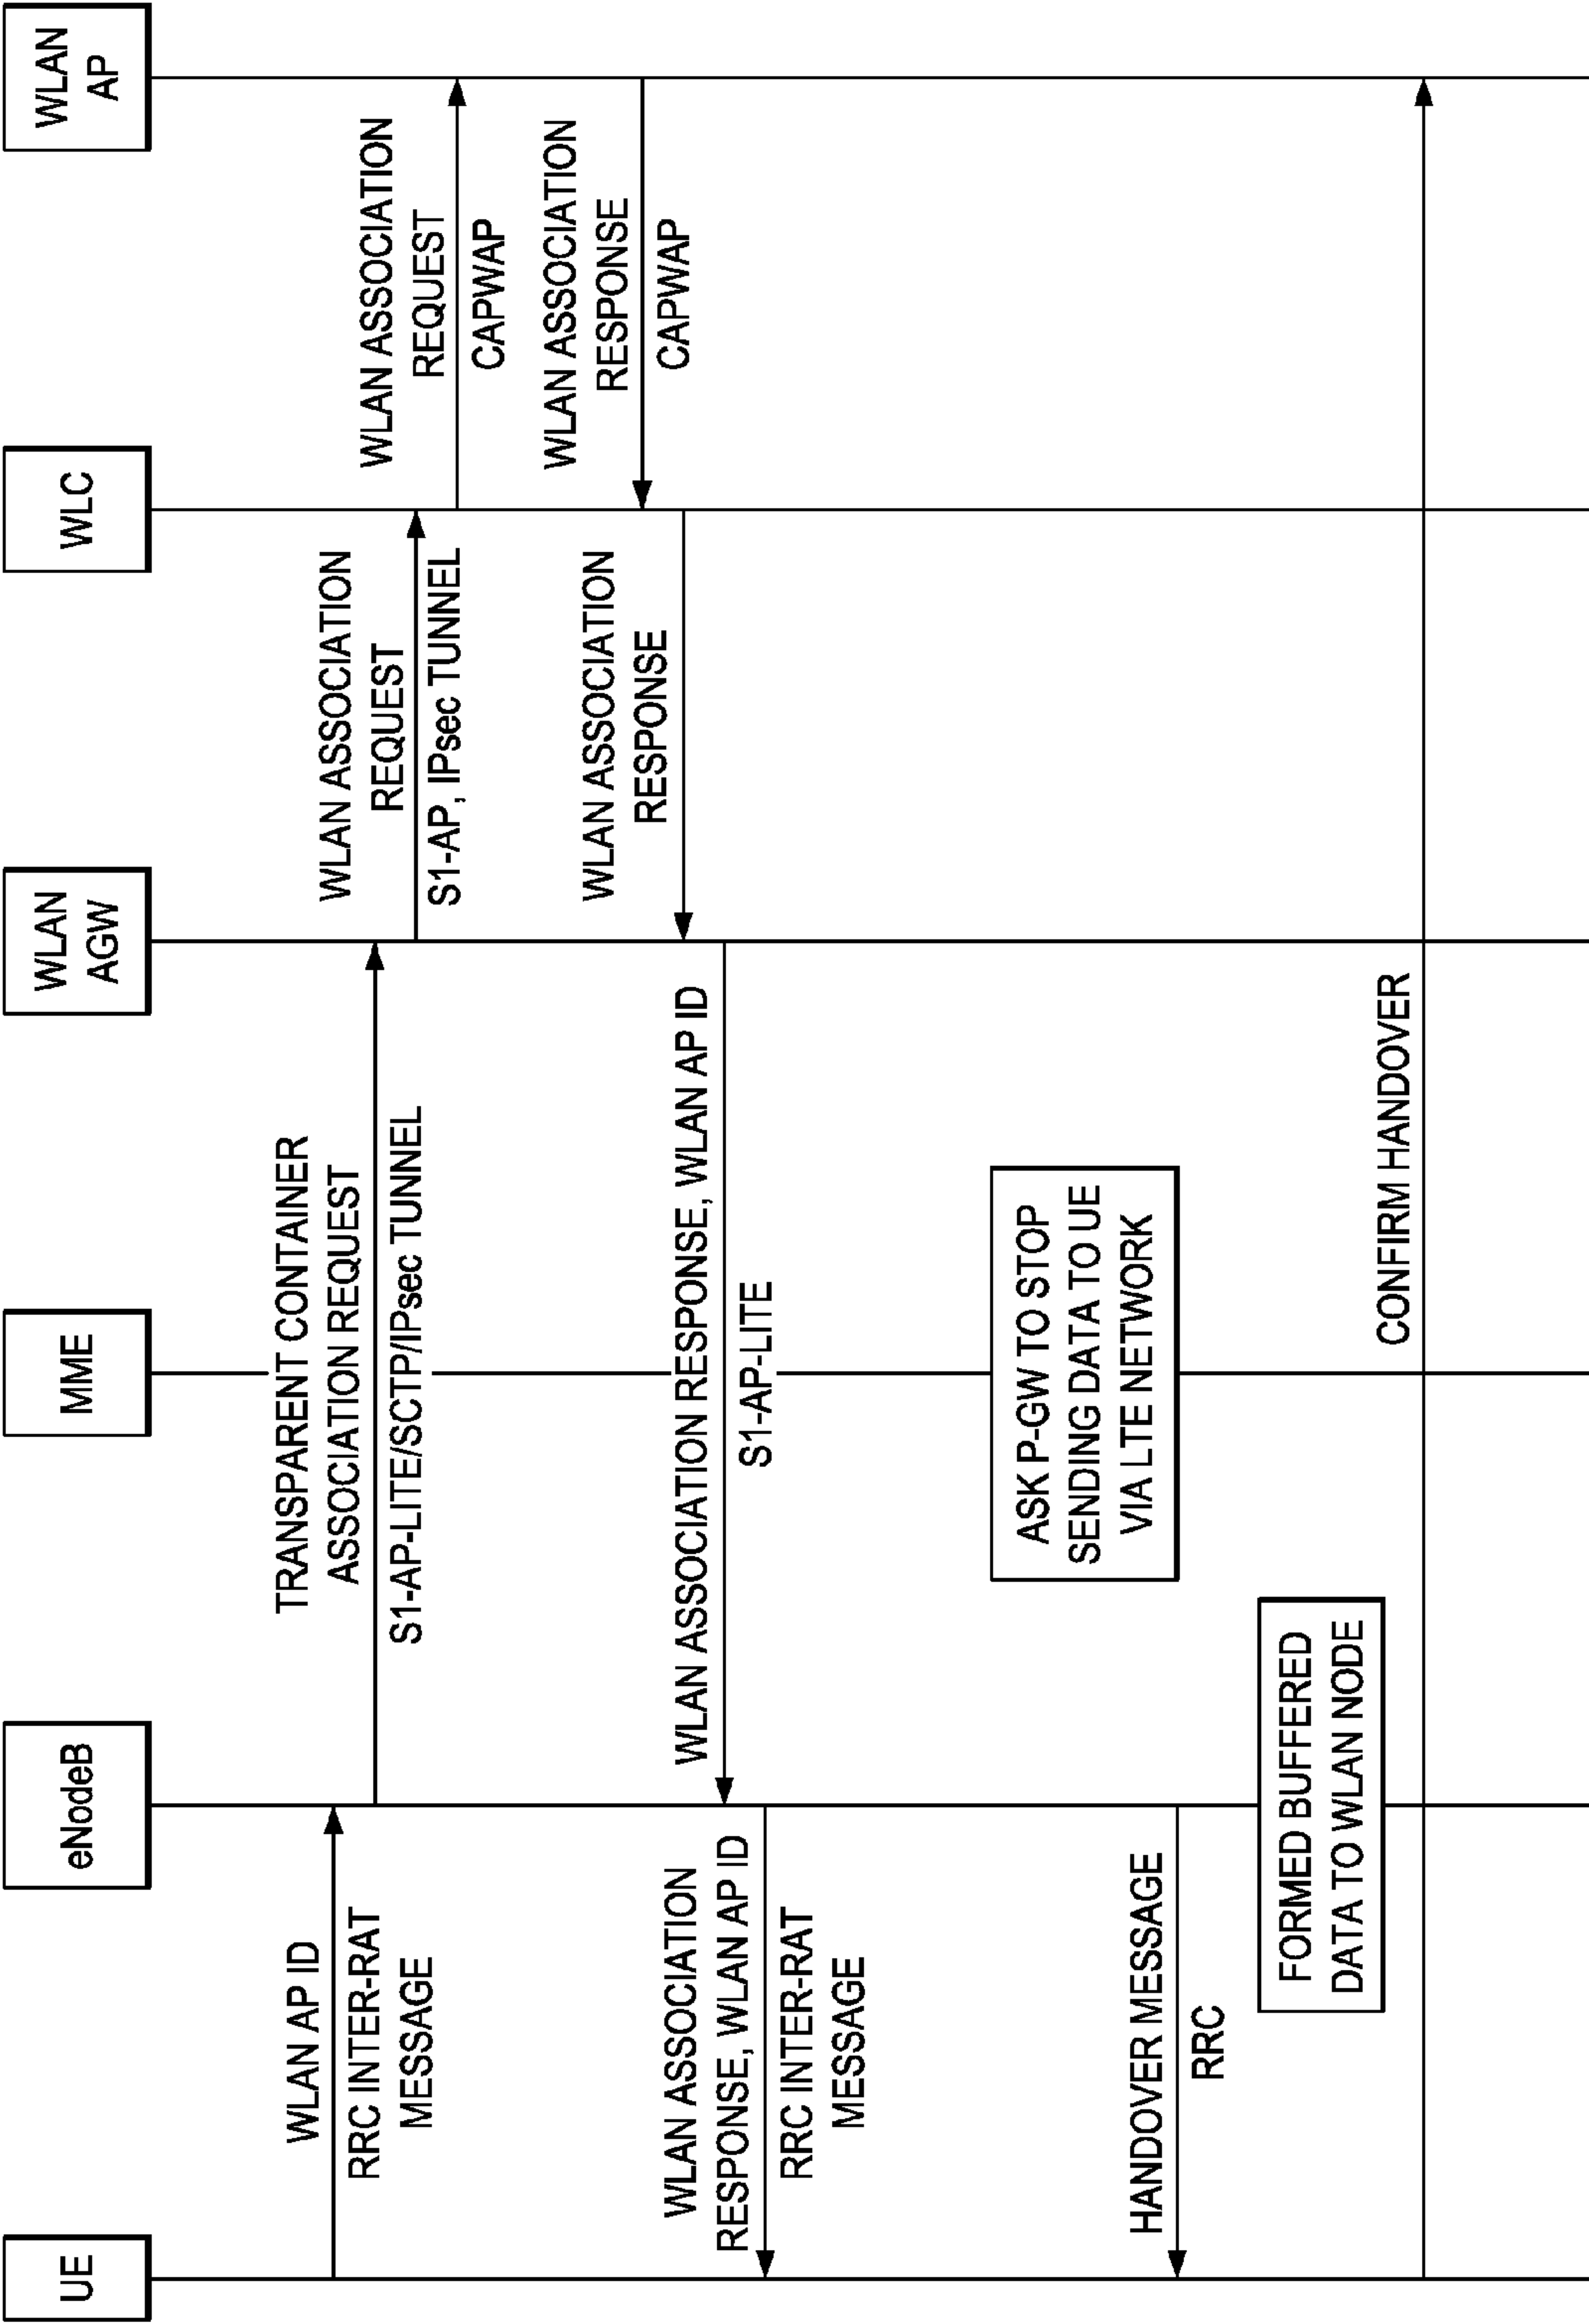 UE
eNodeB
MME
WLAN
AGW
WLC
WLAN
AP
WLAN AP ID
RRC INTER-RAT
MESSAGE
TRANSPARENT CONTAINER
ASSOCIATION REQUEST
S1-AP-LITE/SCTP/IPsec TUNNEL
WLAN ASSOCIATION
REQUEST
S1-AP, IPsec TUNNEL
WLAN ASSOCIATION
REQUEST
CAPWAP
WLAN ASSOCIATION
RESPONSE
CAPWAP
WLAN ASSOCIATION
RESPONSE
WLAN ASSOCIATION RESPONSE, WLAN AP ID
S1-AP-LITE
WLAN ASSOCIATION
RESPONSE, WLAN AP ID
RRC INTER-RAT
MESSAGE
ASK P-GW TO STOP
SENDING DATA TO UE
VIA LTE NETWORK
HANDOVER MESSAGE
RRC
FORMED BUFFERED
DATA TO WLAN NODE
CONFIRM HANDOVER